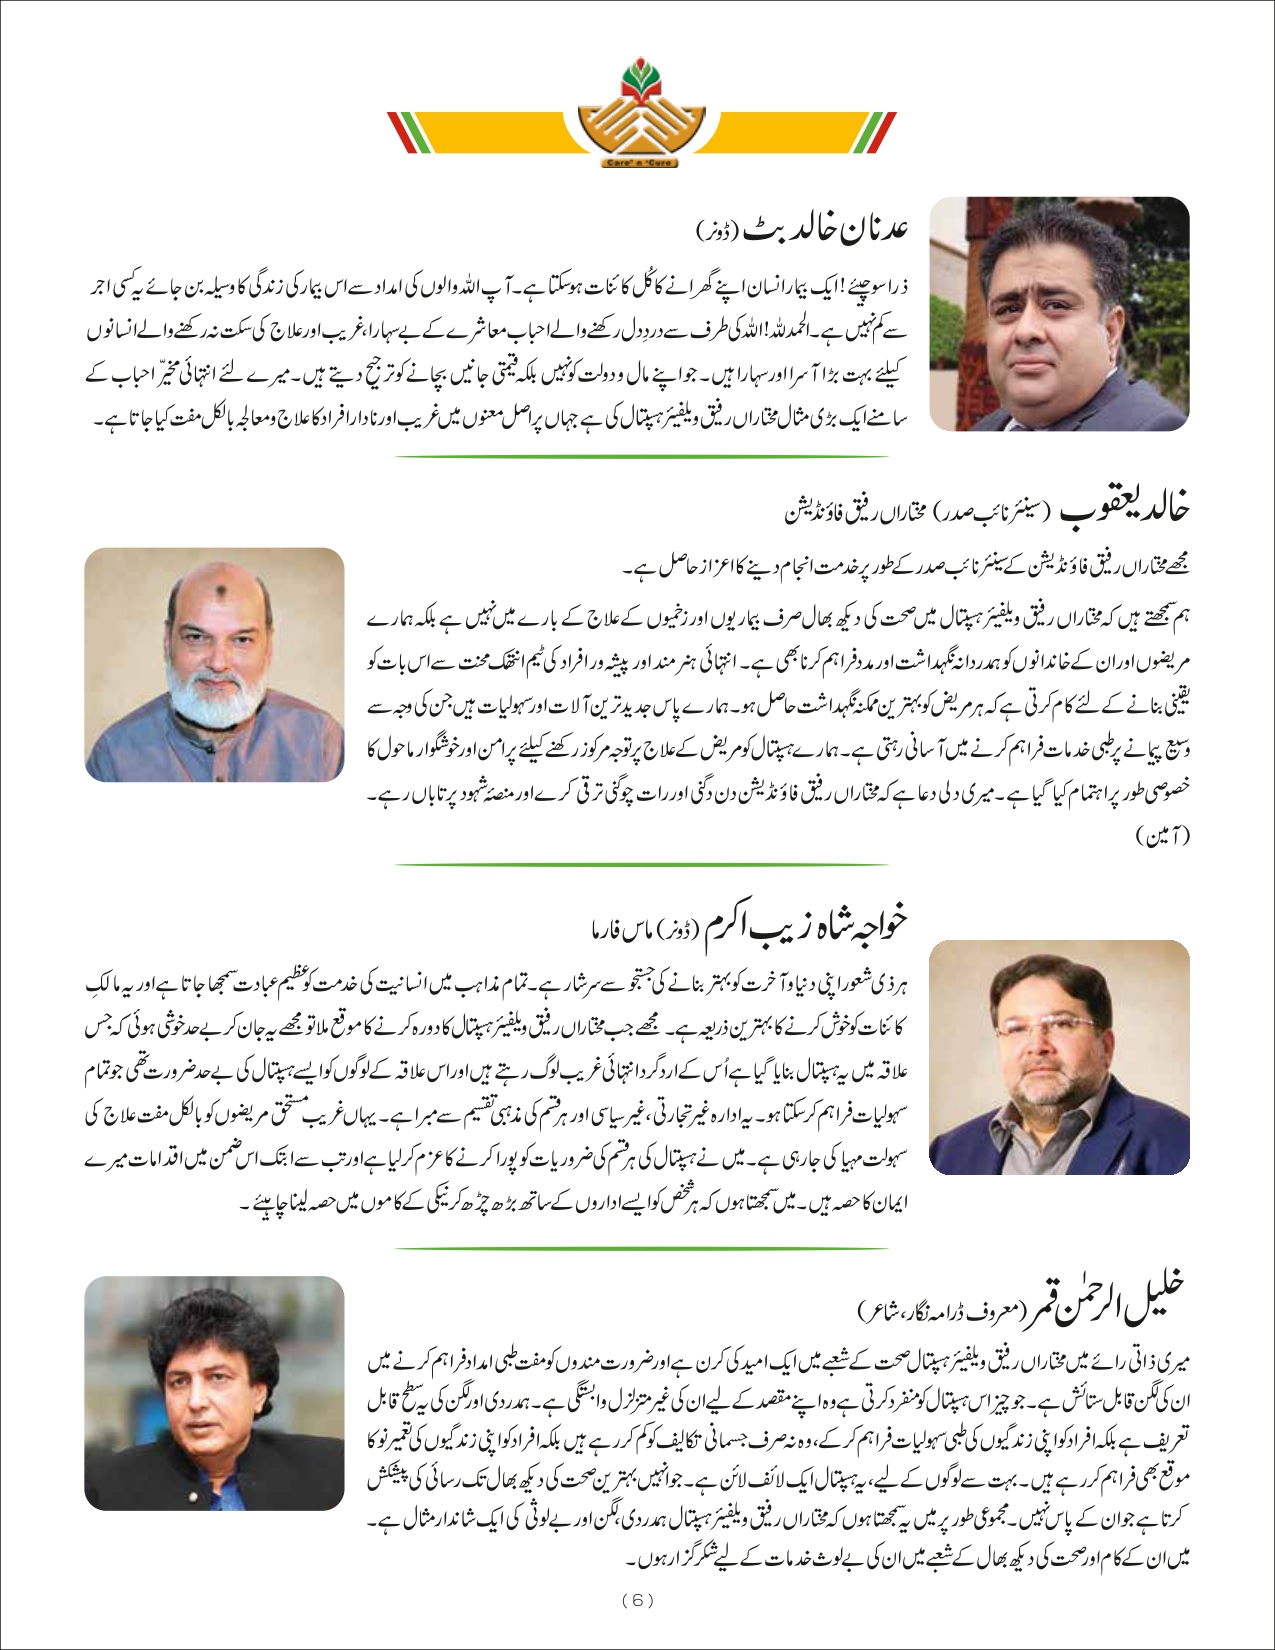 Care' n 'Cure
عدنان خالد بٹ (ڈونر)
ذرا سوچیئے! ایک بیمار انسان اپنے گھرانے کا کُل کائنات ہوسکتا ہے۔ آپ اللہ والوں کی امداد سے اس بیمار کی زندگی کا وسیلہ بن جائے یہ کسی اجر
سے کم نہیں ہے۔ الحمدللہ! اللہ کی طرف سے دردِ دل رکھنے والے احباب معاشرے کے بے سہارا، غریب اور علاج کی سکت نہ رکھنے والے انسانوں
کیلئے بہت بڑا آسرا اور سہارا ہیں۔ جو اپنے مال و دولت کو نہیں بلکہ قیمتی جانیں بچانے کو ترجیح دیتے ہیں۔ میرے لئے انتہائی مخیّر احباب کے
سامنے ایک بڑی مثال مختاراں رفیق ویلفیئر ہسپتال کی ہے جہاں پر اصل معنوں میں غریب اور نادار افراد کا علاج و معالجہ بالکل مفت کیا جاتا ہے۔
خالد یعقوب (سینئر نائب صدر) مختاراں رفیق فاؤنڈیشن
مجھے مختاراں رفیق فاؤنڈیشن کے سینئر نائب صدر کے طور پر خدمت انجام دینے کا اعزاز حاصل ہے۔
ہم سمجھتے ہیں کہ مختاراں رفیق ویلفیئر ہسپتال میں صحت کی دیکھ بھال صرف بیماریوں اور زخمیوں کے علاج کے بارے میں نہیں ہے بلکہ ہمارے
مریضوں اور ان کے خاندانوں کو ہمدردانہ نگہداشت اور مدد فراہم کرنا بھی ہے۔ انتہائی ہنر مند اور پیشہ ور افراد کی ٹیم انتھک محنت سے اس بات کو
یقینی بنانے کے لئے کام کرتی ہے کہ ہر مریض کو بہترین ممکنہ نگہداشت حاصل ہو۔ ہمارے پاس جدید ترین آلات اور سہولیات ہیں جن کی وجہ سے
وسیع پیمانے پر طبی خدمات فراہم کرنے میں آسانی رہتی ہے۔ ہمارے ہسپتال کو مریض کے علاج پر توجہ مرکوز رکھنے کیلئے پرامن اور خوشگوار ماحول کا
خصوصی طور پر اہتمام کیا گیا ہے۔ میری دلی دعا ہے کہ مختاراں رفیق فاؤنڈیشن دن دگنی اور رات چوگنی ترقی کرے اور منصۂ شہود پر تاباں رہے۔
(آمین)
خواجہ شاہ زیب اکرم (ڈونر) ماس فارما
ہر ذی شعور اپنی دنیا و آخرت کو بہتر بنانے کی جستجو سے سرشار ہے۔ تمام مذاہب میں انسانیت کی خدمت کو عظیم عبادت سمجھا جاتا ہے اور یہ مالکِ
کائنات کو خوش کرنے کا بہترین ذریعہ ہے۔ مجھے جب مختاراں رفیق ویلفیئر ہسپتال کا دورہ کرنے کا موقع ملا تو مجھے یہ جان کر بے حد خوشی ہوئی کہ جس
علاقہ میں یہ ہسپتال بنایا گیا ہے اُس کے اردگرد انتہائی غریب لوگ رہتے ہیں اور اس علاقہ کے لوگوں کو ایسے ہسپتال کی بے حد ضرورت تھی جو تمام
سہولیات فراہم کرسکتا ہو۔ یہ ادارہ غیر تجارتی، غیر سیاسی اور ہر قسم کی مذہبی تقسیم سے مبرا ہے۔ یہاں غریب مستحق مریضوں کو بالکل مفت علاج کی
سہولت مہیا کی جارہی ہے۔ میں نے ہسپتال کی ہر قسم کی ضروریات کو پورا کرنے کا عزم کرلیا ہے اور تب سے ابتک اس ضمن میں اقدامات میرے
ایمان کا حصہ ہیں۔ میں سمجھتا ہوں کہ ہر شخص کو ایسے اداروں کے ساتھ بڑھ چڑھ کر نیکی کے کاموں میں حصہ لینا چاہیئے۔
خلیل الرحمٰن قمر (معروف ڈرامہ نگار، شاعر)
میری ذاتی رائے میں مختاراں رفیق ویلفیئر ہسپتال صحت کے شعبے میں ایک امید کی کرن ہے اور ضرورت مندوں کو مفت طبی امداد فراہم کرنے میں
ان کی لگن قابل ستائش ہے۔ جو چیز اس ہسپتال کو منفرد کرتی ہے وہ اپنے مقصد کے لیے ان کی غیر متزلزل وابستگی ہے۔ ہمدردی اور لگن کی یہ سطح قابل
تعریف ہے بلکہ افراد کو اپنی زندگیوں کی طبی سہولیات فراہم کرکے، وہ نہ صرف جسمانی تکالیف کو کم کر رہے ہیں بلکہ افراد کو اپنی زندگیوں کی تعمیر نو کا
موقع بھی فراہم کر رہے ہیں۔ بہت سے لوگوں کے لیے، یہ ہسپتال ایک لائف لائن ہے۔ جو انہیں بہترین صحت کی دیکھ بھال تک رسائی کی پیشکش
کرتا ہے جو ان کے پاس نہیں۔ مجموعی طور پر میں یہ سمجھتا ہوں کہ مختاراں رفیق ویلفیئر ہسپتال ہمدردی، لگن اور بے لوثی کی ایک شاندار مثال ہے۔
میں ان کے کام اور صحت کی دیکھ بھال کے شعبے میں ان کی بے لوث خدمات کے لیے شکر گزار ہوں۔
(6)